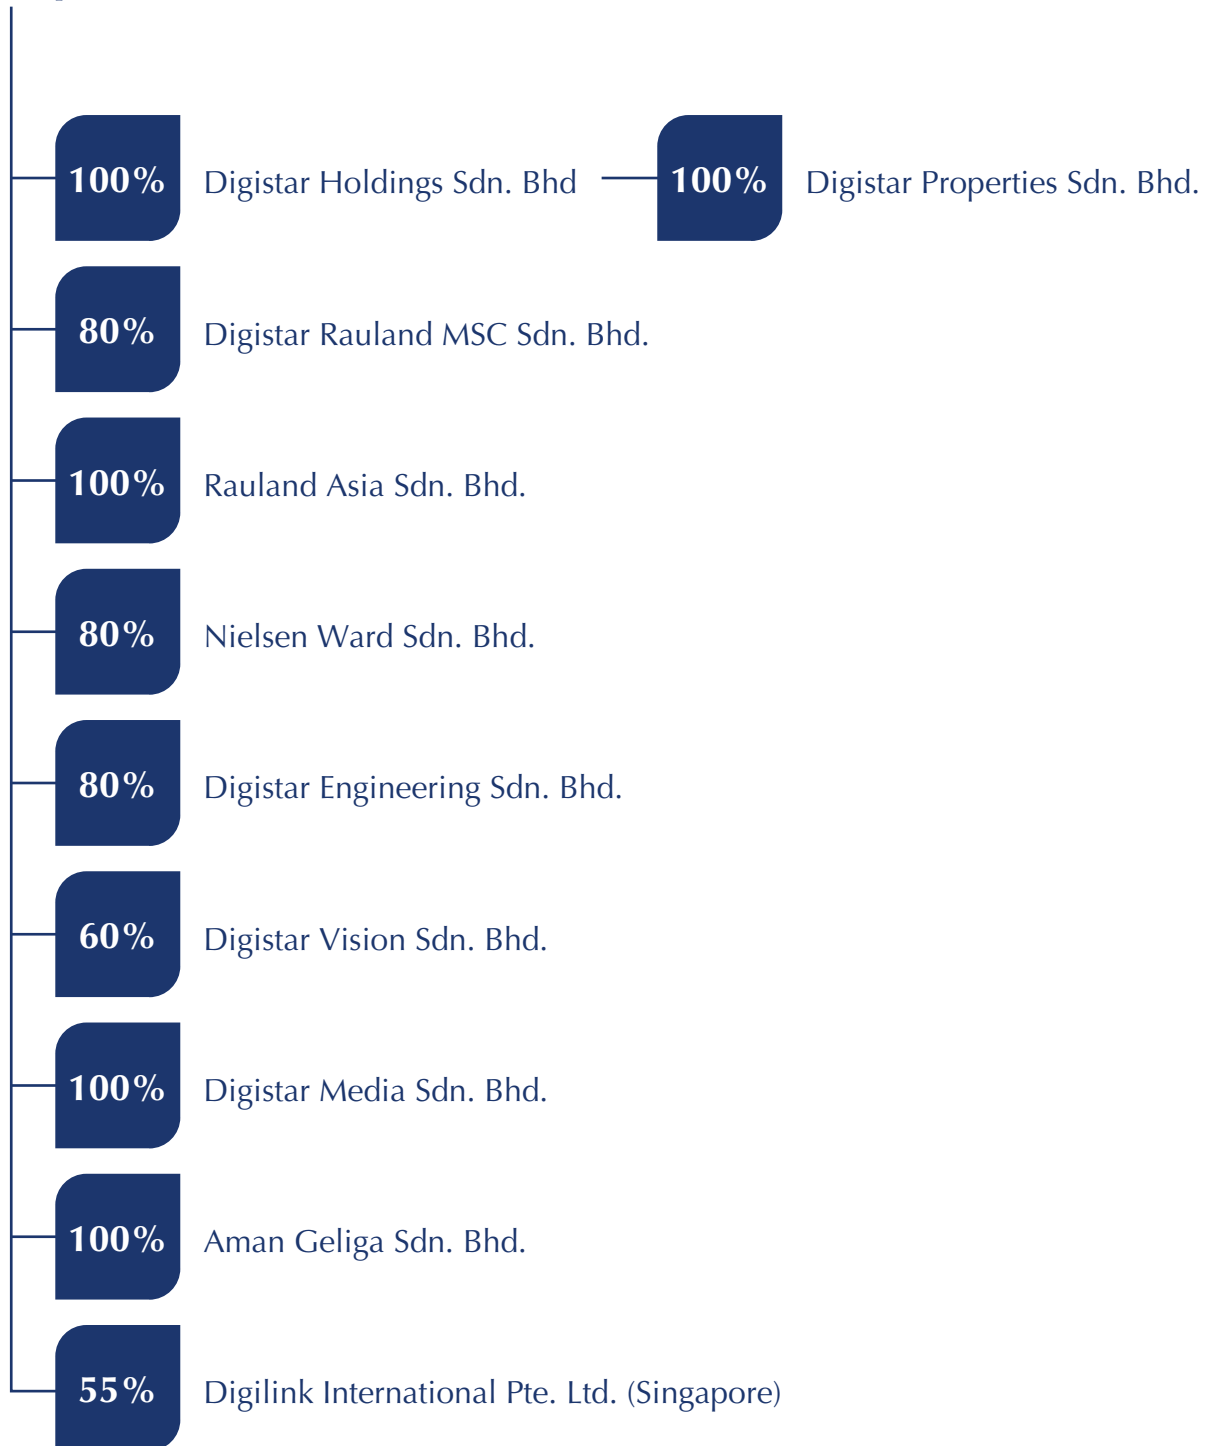 100% Digistar Holdings Sdn. Bhd 100% Digistar Properties Sdn. Bhd.
80% Digistar Rauland MSC Sdn. Bhd.
100% Rauland Asia Sdn. Bhd.
80% Nielsen Ward Sdn. Bhd.
80% Digistar Engineering Sdn. Bhd.
60% Digistar Vision Sdn. Bhd.
100% Digistar Media Sdn. Bhd.
100% Aman Geliga Sdn. Bhd.
55% Digilink International Pte. Ltd. (Singapore)